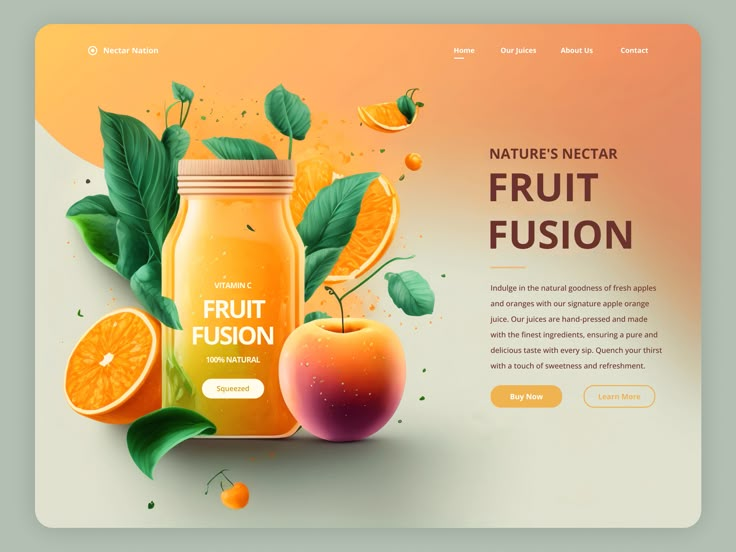 Nectar Nation
Home
Our Juices
About Us
Contact
NATURE'S NECTAR
FRUIT
FUSION
Indulge in the natural goodness of fresh apples
and oranges with our signature apple orange
juice. Our juices are hand-pressed and made
with the finest ingredients, ensuring a pure and
delicious taste with every sip. Quench your thirst
with a touch of sweetness and refreshment.
Buy Now
Learn More
VITAMIN C
FRUIT
FUSION
100% NATURAL
Squeezed